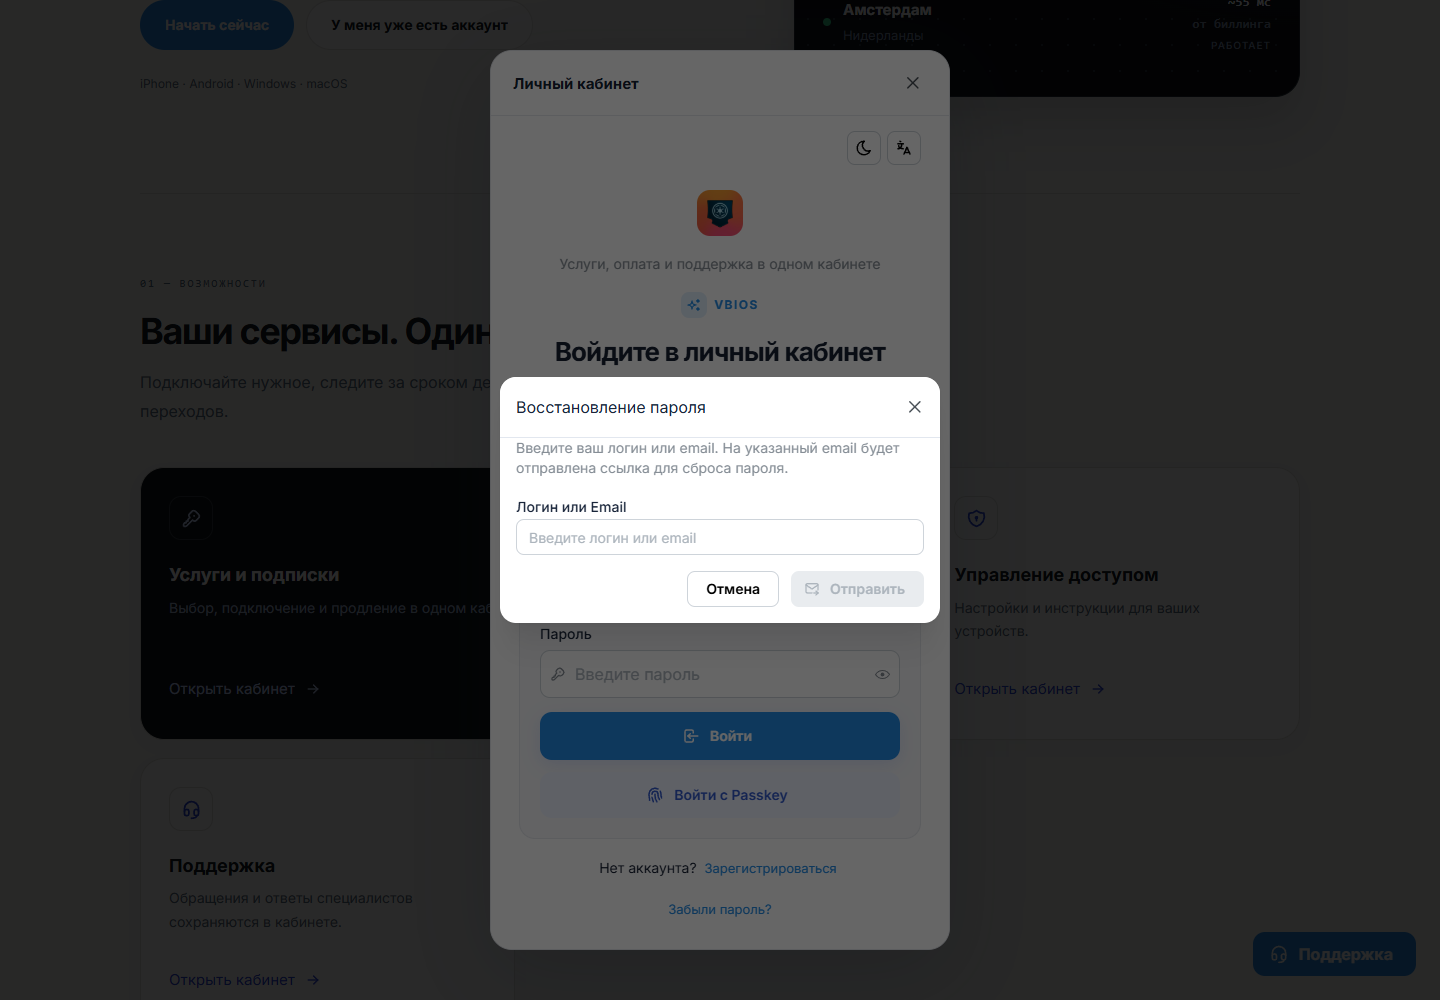 Начать сейчас
У меня уже есть аккаунт
iPhone · Android · Windows · macOS
Амстердам
Нидерланды
~55 мс
от биллинга
РАБОТАЕТ
Личный кабинет
Услуги, оплата и поддержка в одном кабинете
VBIOS
Войдите в личный кабинет
01 — ВОЗМОЖНОСТИ
Ваши сервисы. Один
Подключайте нужное, следите за сроком де
переходов.
Восстановление пароля
Введите ваш логин или email. На указанный email будет
отправлена ссылка для сброса пароля.
Логин или Email
Введите логин или email
Отмена
Отправить
Услуги и подписки
Выбор, подключение и продление в одном каб
Открыть кабинет
Управление доступом
Настройки и инструкции для ваших
устройств.
Открыть кабинет
Пароль
Введите пароль
Войти
Войти с Passkey
Нет аккаунта? Зарегистрироваться
Забыли пароль?
Поддержка
Обращения и ответы специалистов
сохраняются в кабинете.
Открыть кабинет
Поддержка